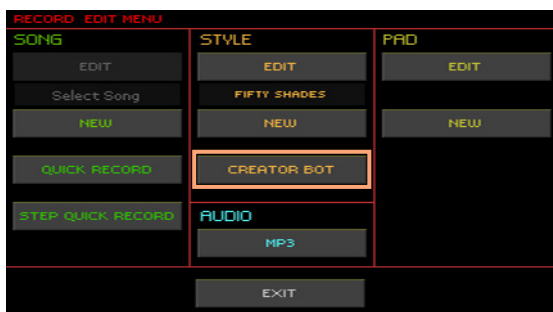 RECORD EDIT MENU
SONG
EDIT
Select Song
NEW
QUICK RECORD
STEP QUICK RECORD
STYLE
EDIT
FIFTY SHADES
NEW
CREATOR BOT
AUDIO
MP3
PAD
EDIT
NEW
EXIT